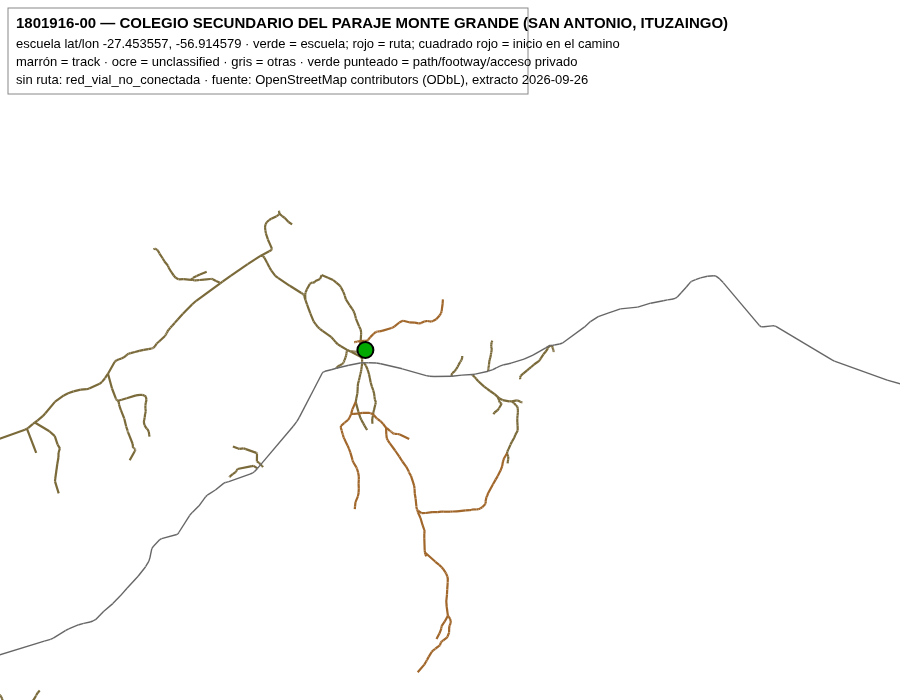 1801916-00 — COLEGIO SECUNDARIO DEL PARAJE MONTE GRANDE (SAN ANTONIO, ITUZAINGO)
escuela lat/lon -27.453557, -56.914579 · verde = escuela; rojo = ruta; cuadrado rojo = inicio en el camino
marrón = track · ocre = unclassified · gris = otras · verde punteado = path/footway/acceso privado
sin ruta: red_vial_no_conectada · fuente: OpenStreetMap contributors (ODbL), extracto 2026-09-26